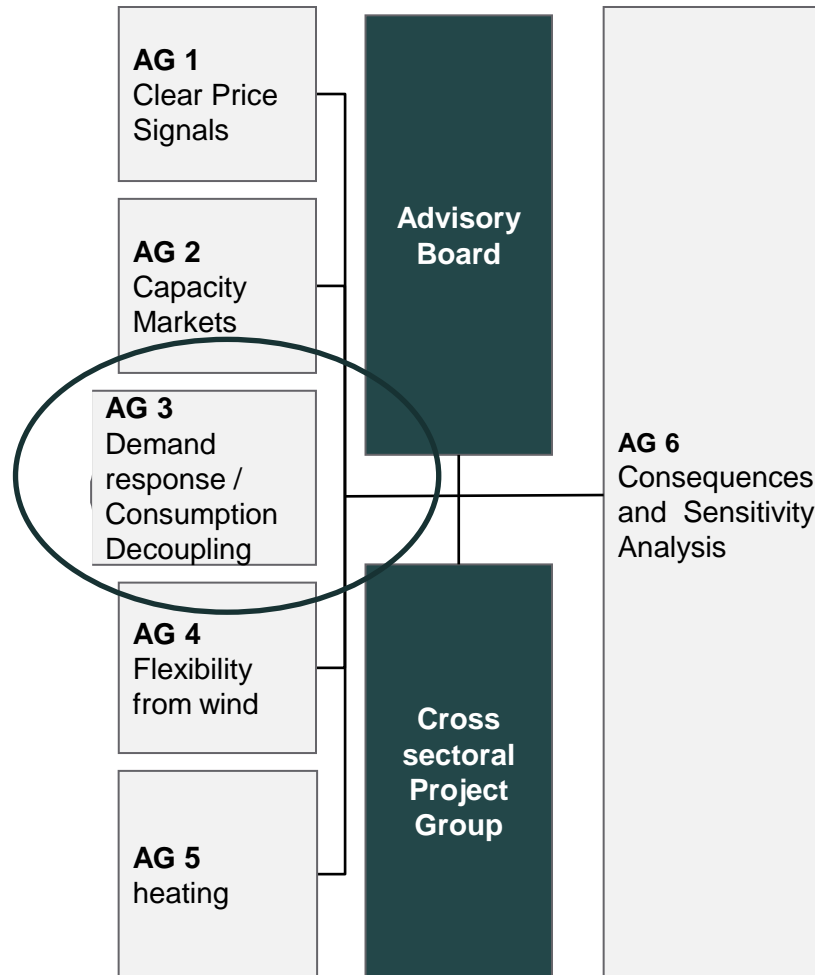 AG 1
Clear Price
Signals
AG 2
Capacity
Markets
AG 3
Demand
response /
Consumption
Decoupling
AG 4
Flexibility
from wind
AG 5
heating
Advisory
Board
Cross
sectoral
Project
Group
AG 6
Consequences
and Sensitivity
Analysis